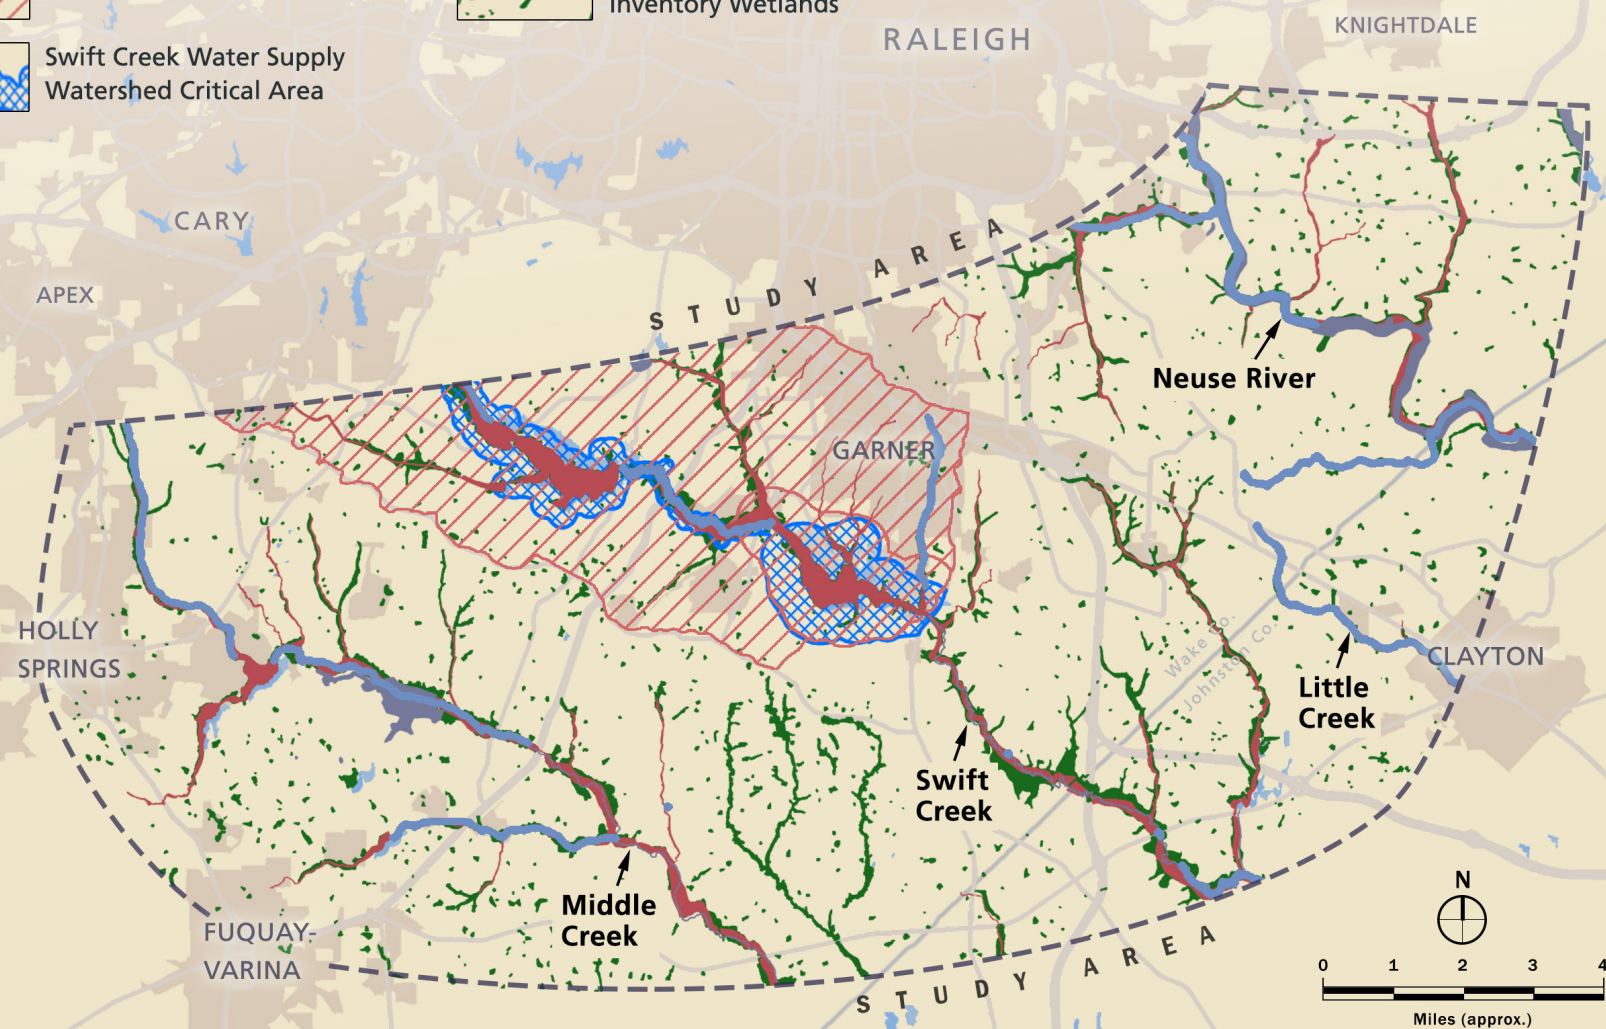 Inventory Wetlands
Swift Creek Water Supply
Watershed Critical Area
RALEIGH
KNIGHTDALE
CARY
APEX
STUDY AREA
Neuse River
GARNER
HOLLY
SPRINGS
Wake Co.
Johnston Co.
CLAYTON
Little
Creek
Swift
Creek
Middle
Creek
FUQUAY-
VARINA
STUDY AREA
N
0 1 2 3 4
Miles (approx.)